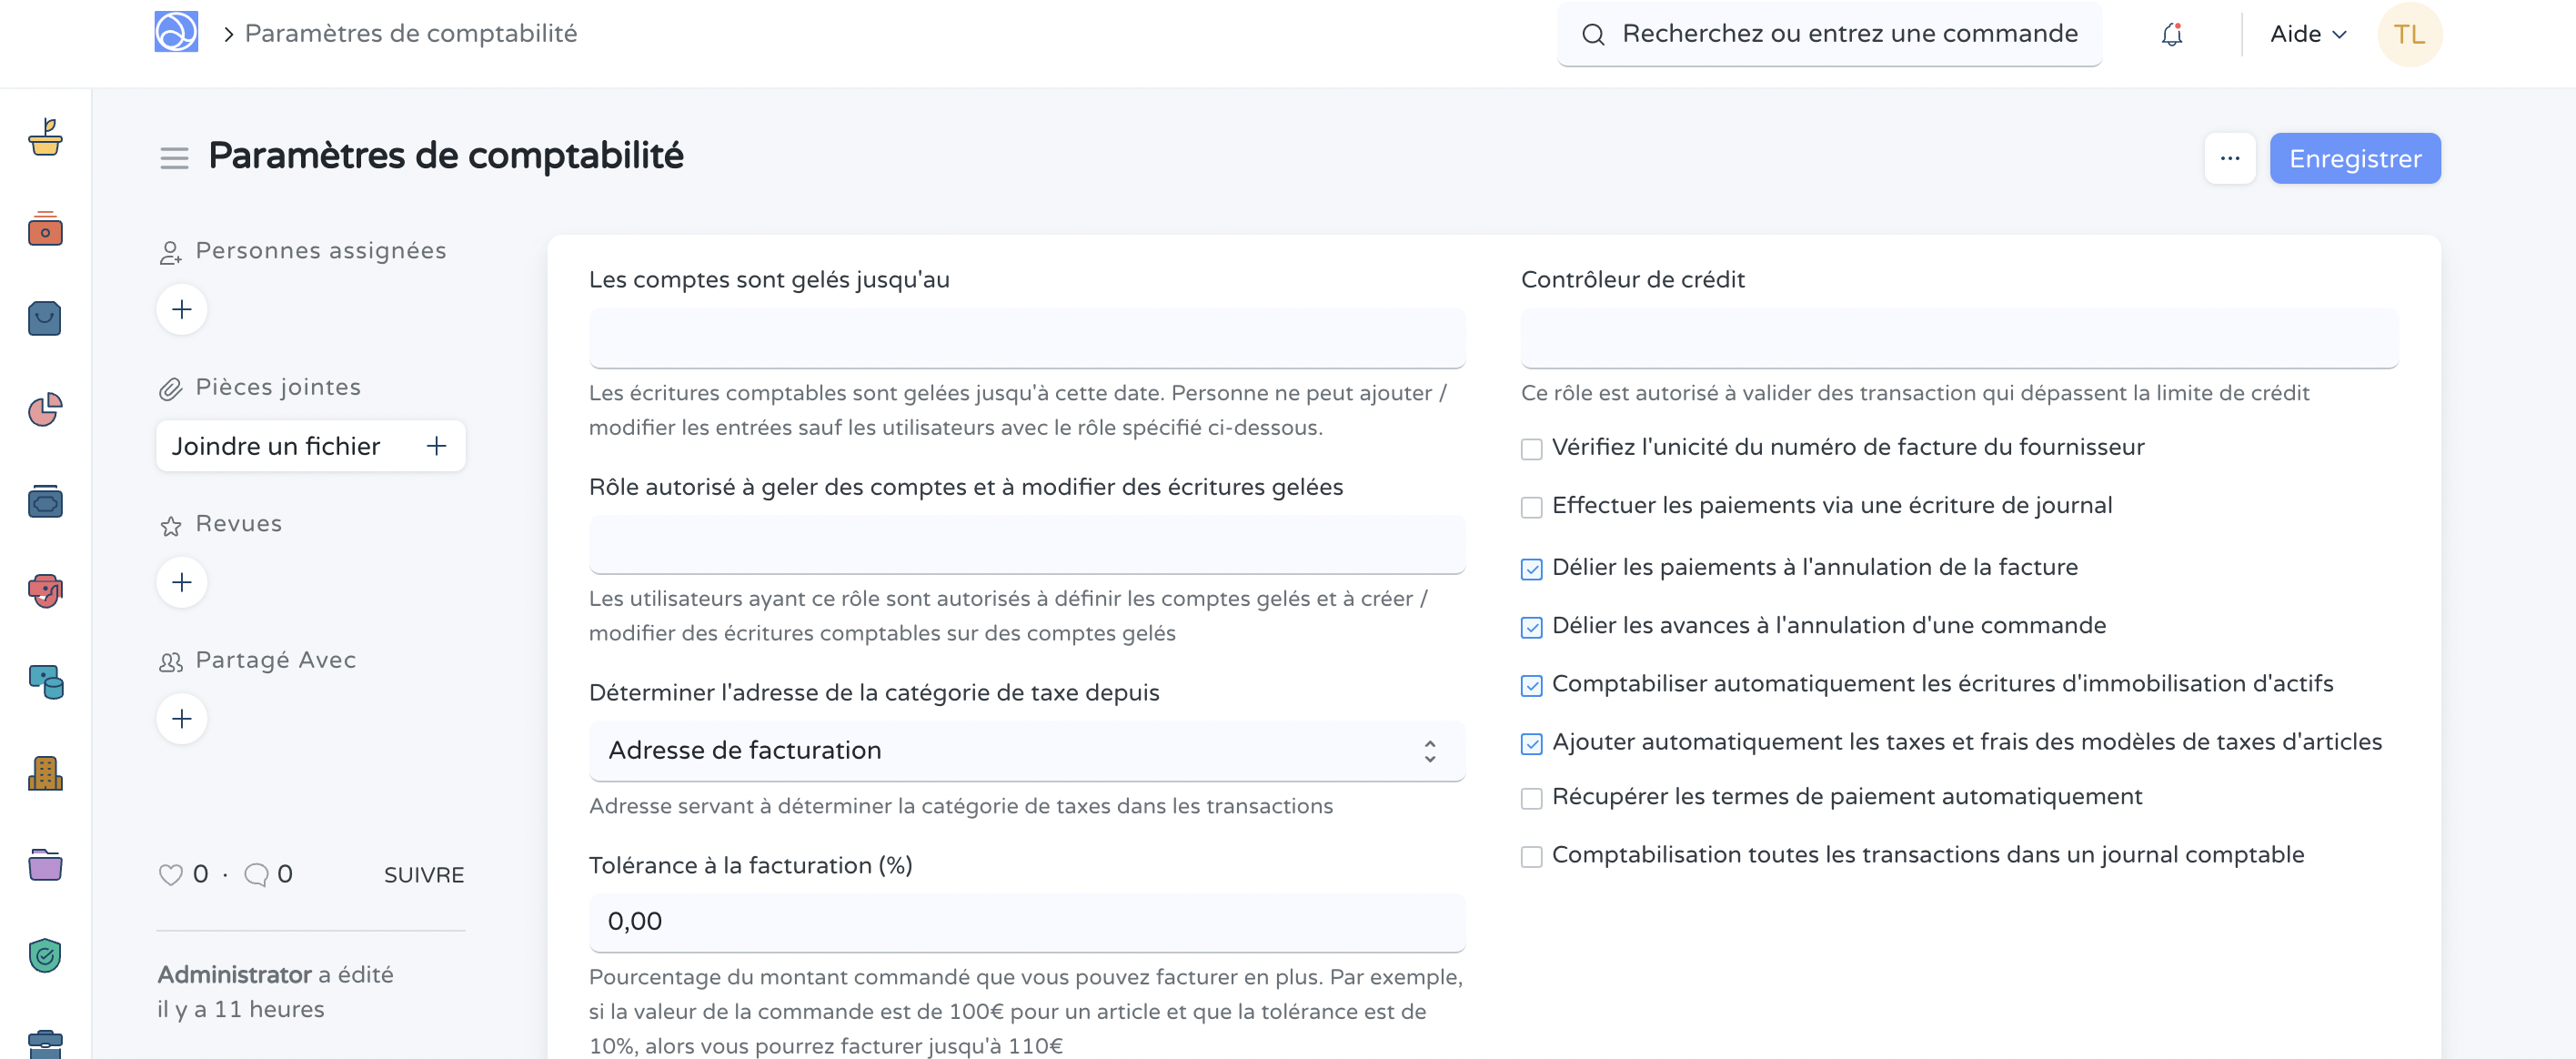 Paramètres de comptabilité
Recherchez ou entrez une commande
Aide
TL
Paramètres de comptabilité
...
Enregistrer
Personnes assignées
Pièces jointes
Joindre un fichier
Revues
Partagé Avec
0 · 0
SUIVRE
Administrator a édité
il y a 11 heures
Les comptes sont gelés jusqu'au
Les écritures comptables sont gelées jusqu'à cette date. Personne ne peut ajouter /
modifier les entrées sauf les utilisateurs avec le rôle spécifié ci-dessous.
Rôle autorisé à geler des comptes et à modifier des écritures gelées
Les utilisateurs ayant ce rôle sont autorisés à définir les comptes gelés et à créer /
modifier des écritures comptables sur des comptes gelés
Déterminer l'adresse de la catégorie de taxe depuis
Adresse de facturation
Adresse servant à déterminer la catégorie de taxes dans les transactions
Tolérance à la facturation (%)
0,00
Pourcentage du montant commandé que vous pouvez facturer en plus. Par exemple,
si la valeur de la commande est de 100€ pour un article et que la tolérance est de
10%, alors vous pourrez facturer jusqu'à 110€
Contrôleur de crédit
Ce rôle est autorisé à valider des transaction qui dépassent la limite de crédit
Vérifiez l'unicité du numéro de facture du fournisseur
Effectuer les paiements via une écriture de journal
Délier les paiements à l'annulation de la facture
Délier les avances à l'annulation d'une commande
Comptabiliser automatiquement les écritures d'immobilisation d'actifs
Ajouter automatiquement les taxes et frais des modèles de taxes d'articles
Récupérer les termes de paiement automatiquement
Comptabilisation toutes les transactions dans un journal comptable